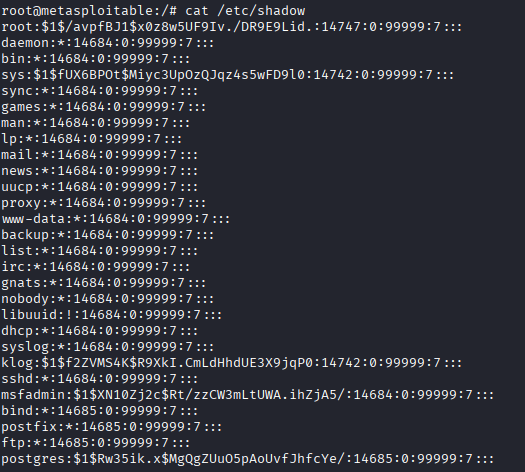 root@metasploitable:/# cat /etc/shadow
root:$1$/avpfBJ1$x0z8w5UF9Iv./DR9E9Lid.:14747:0:99999:7:::
daemon:*:14684:0:99999:7:::
bin:*:14684:0:99999:7:::
sys:$1$fUX6BPOt$Miyc3UpOzQJqz4s5wFD9l0:14742:0:99999:7:::
sync:*:14684:0:99999:7:::
games:*:14684:0:99999:7:::
man:*:14684:0:99999:7:::
lp:*:14684:0:99999:7:::
mail:*:14684:0:99999:7:::
news:*:14684:0:99999:7:::
uucp:*:14684:0:99999:7:::
proxy:*:14684:0:99999:7:::
www-data:*:14684:0:99999:7:::
backup:*:14684:0:99999:7:::
list:*:14684:0:99999:7:::
irc:*:14684:0:99999:7:::
gnats:*:14684:0:99999:7:::
nobody:*:14684:0:99999:7:::
libuuid:!:14684:0:99999:7:::
dhcp:*:14684:0:99999:7:::
syslog:*:14684:0:99999:7:::
klog:$1$f2ZVMS4K$R9XkI.CmLdHhdUE3X9jqP0:14742:0:99999:7:::
sshd:*:14684:0:99999:7:::
msfadmin:$1$XN10Zj2c$Rt/zzCW3mLtUWA.ihZjA5/:14684:0:99999:7:::
bind:*:14685:0:99999:7:::
postfix:*:14685:0:99999:7:::
ftp:*:14685:0:99999:7:::
postgres:$1$Rw35ik.x$MgQgZUuO5pAoUvfJhfcYe/:14685:0:99999:7:::